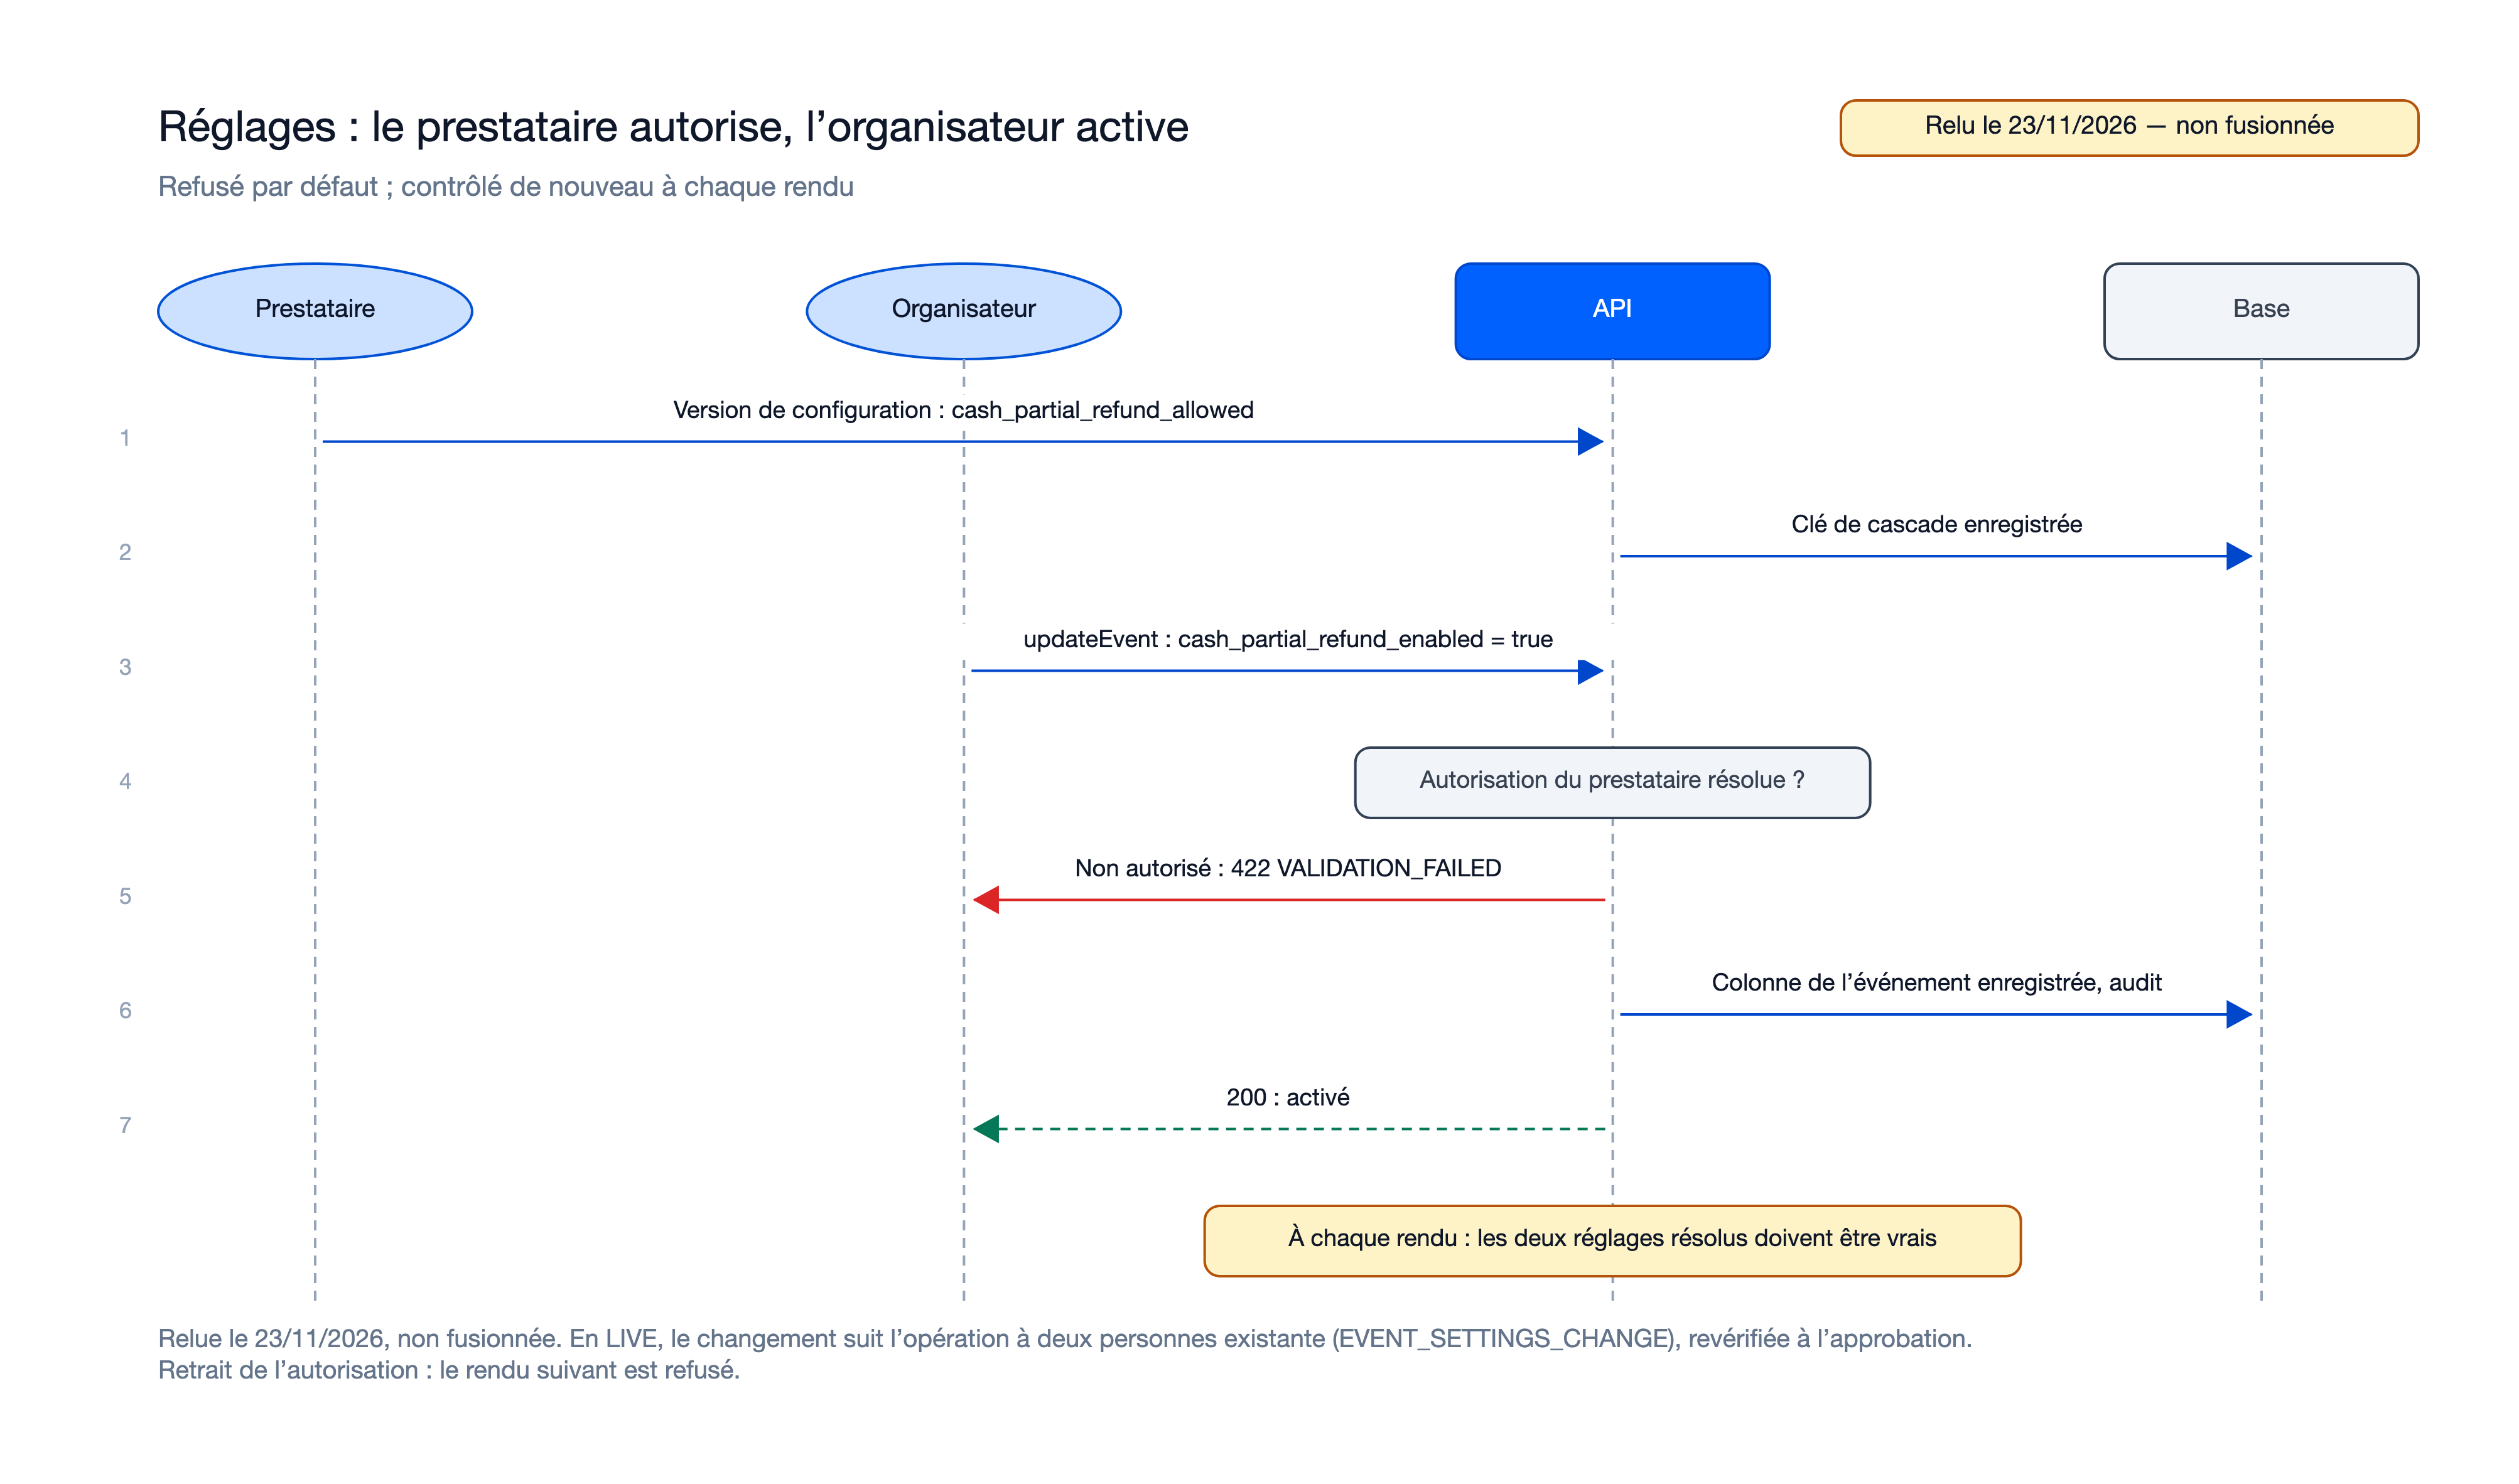 Réglages : le prestataire autorise, l’organisateur active
Relu le 23/11/2026 — non fusionnée
Refusé par défaut ; contrôlé de nouveau à chaque rendu
Prestataire
Organisateur
API
Base
Version de configuration : cash_partial_refund_allowed
1
Clé de cascade enregistrée
2
updateEvent : cash_partial_refund_enabled = true
3
Autorisation du prestataire résolue ?
4
Non autorisé : 422 VALIDATION_FAILED
5
Colonne de l’événement enregistrée, audit
6
200 : activé
7
À chaque rendu : les deux réglages résolus doivent être vrais
Relue le 23/11/2026, non fusionnée. En LIVE, le changement suit l’opération à deux personnes existante (EVENT_SETTINGS_CHANGE), revérifiée à l’approbation.
Retrait de l’autorisation : le rendu suivant est refusé.